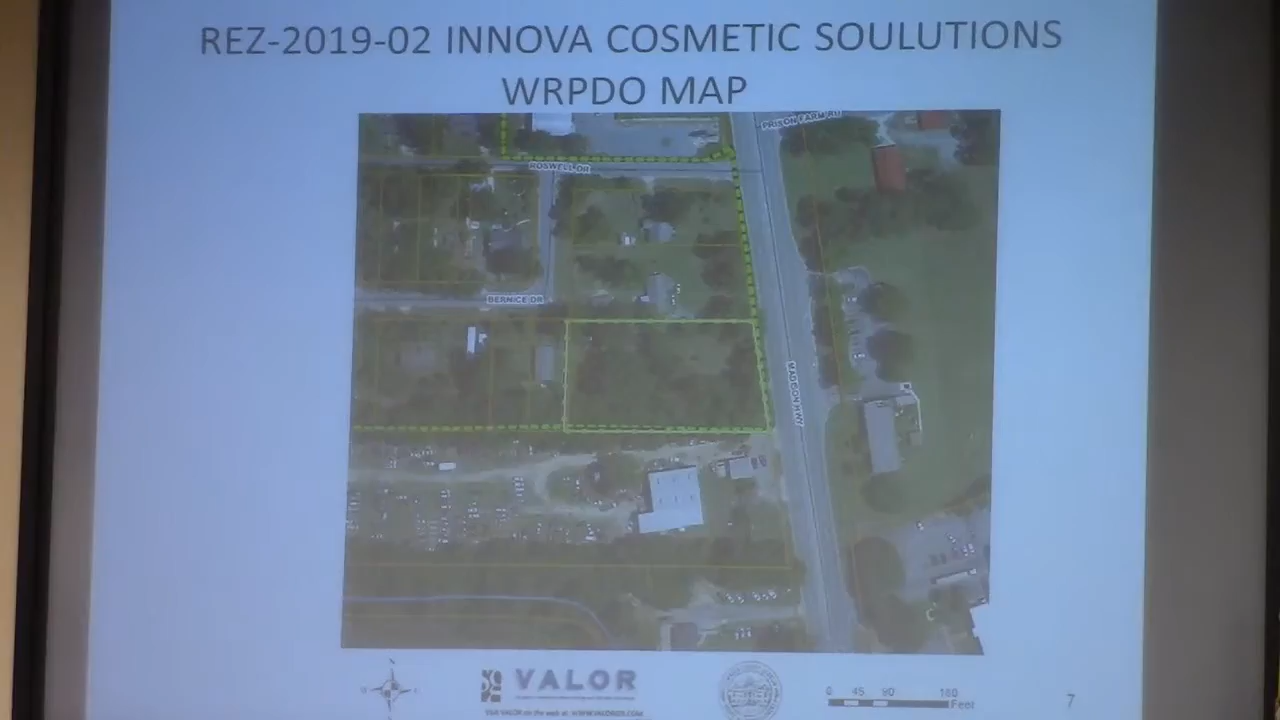 REZ-2019-02 INNOVA COSMETIC SOULUTIONS
WRPDO MAP
PRISON FARM RD
ROSWELL DR
BERNICE DR
MADISON HWY
VALOR
0 45 90 180
Feet
7